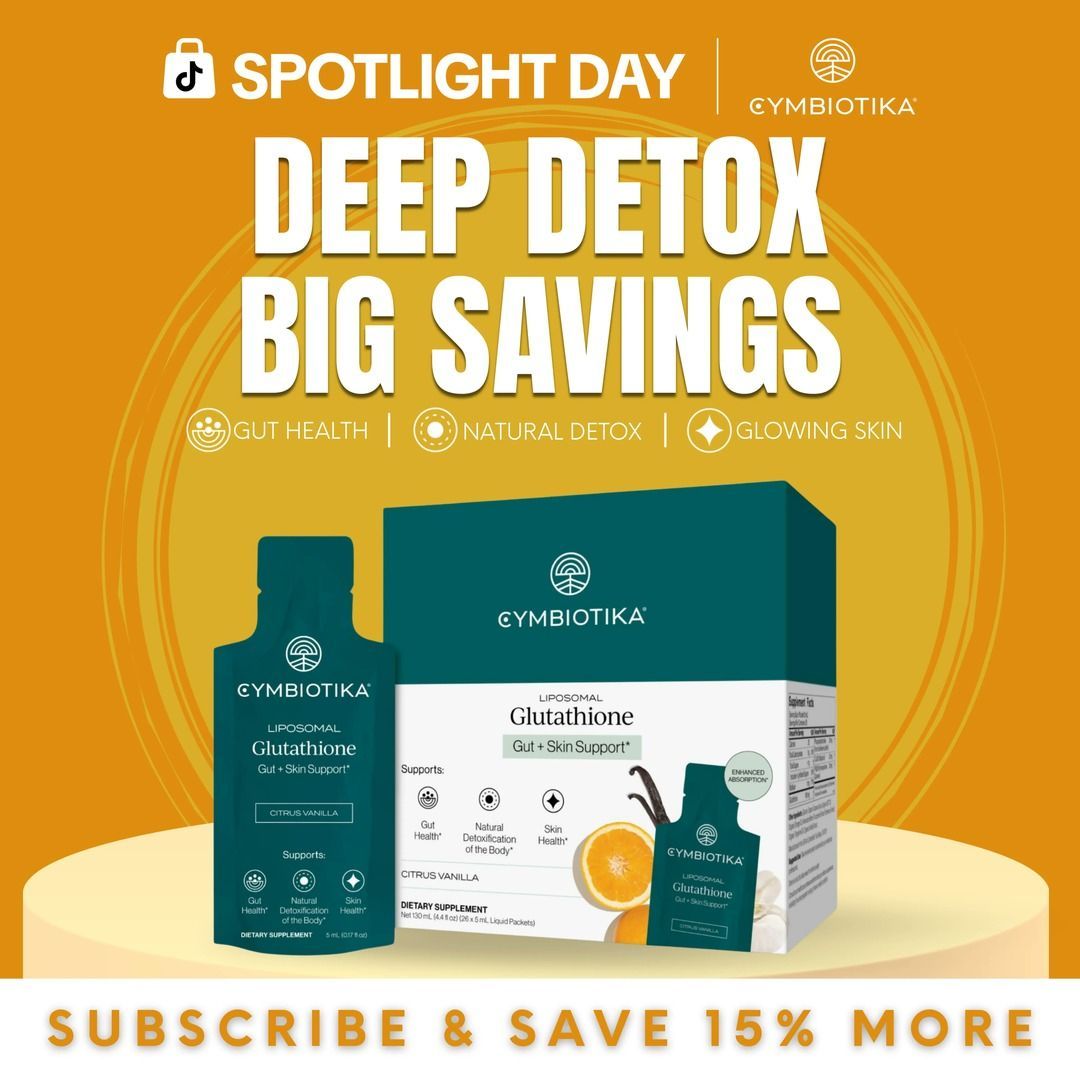 SPOTLIGHT DAY
CYMBIOTIKA®
DEEP DETOX
BIG SAVINGS
GUT HEALTH | NATURAL DETOX | GLOWING SKIN
CYMBIOTIKA®
LIPOSOMAL
Glutathione
Gut + Skin Support*
Supports:
Gut Health*
Natural Detoxification of the Body*
Skin Health*
CITRUS VANILLA
DIETARY SUPPLEMENT
Net 130 mL (4.4 fl oz) (26 x 5 mL Liquid Packets)
ENHANCED
ABSORPTION*
CYMBIOTIKA®
LIPOSOMAL
Glutathione
Gut + Skin Support*
CITRUS VANILLA
Supplement Facts
CYMBIOTIKA®
LIPOSOMAL
Glutathione
Gut + Skin Support*
CITRUS VANILLA
Supports:
Gut Health*
Natural Detoxification of the Body*
Skin Health*
DIETARY SUPPLEMENT 5 mL (0.17 fl oz)
SUBSCRIBE & SAVE 15% MORE